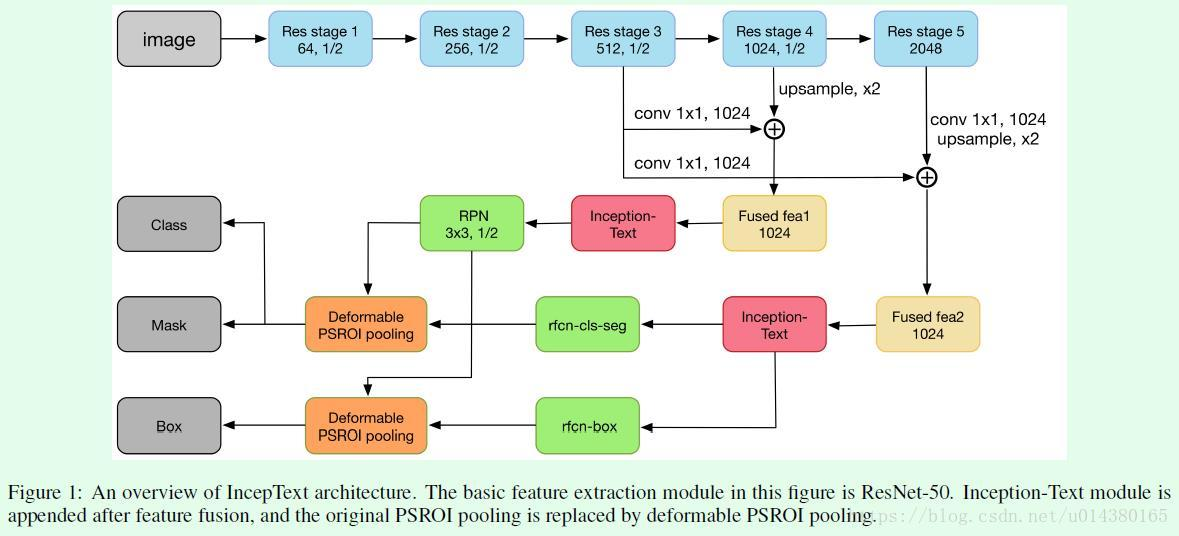 image
Res stage 1
64, 1/2
Res stage 2
256, 1/2
Res stage 3
512, 1/2
Res stage 4
1024, 1/2
Res stage 5
2048
upsample, x2
conv 1x1, 1024
conv 1x1, 1024
upsample, x2
conv 1x1, 1024
Class
RPN
3x3, 1/2
Inception-
Text
Fused fea1
1024
Mask
Deformable
PSROI pooling
rfcn-cls-seg
Inception-
Text
Fused fea2
1024
Box
Deformable
PSROI pooling
rfcn-box
Figure 1: An overview of IncepText architecture. The basic feature extraction module in this figure is ResNet-50. Inception-Text module is
appended after feature fusion, and the original PSROI pooling is replaced by deformable PSROI pooling.
https://blog.csdn.net/u014380165